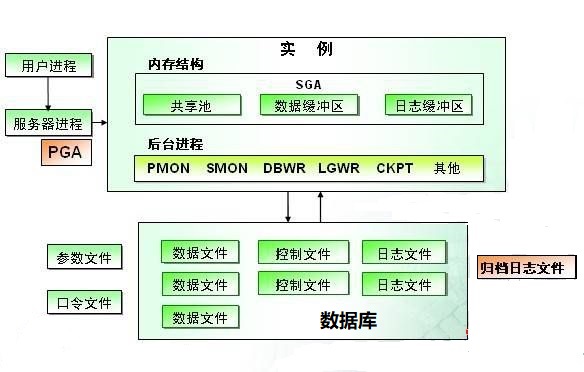 实 例
用户进程
内存结构
SGA
共享池 数据缓冲区 日志缓冲区
服务器进程
PGA
后台进程
PMON SMON DBWR LGWR CKPT 其他
参数文件
数据文件 控制文件 日志文件
归档日志文件
数据文件 控制文件 日志文件
口令文件
数据文件
数据库